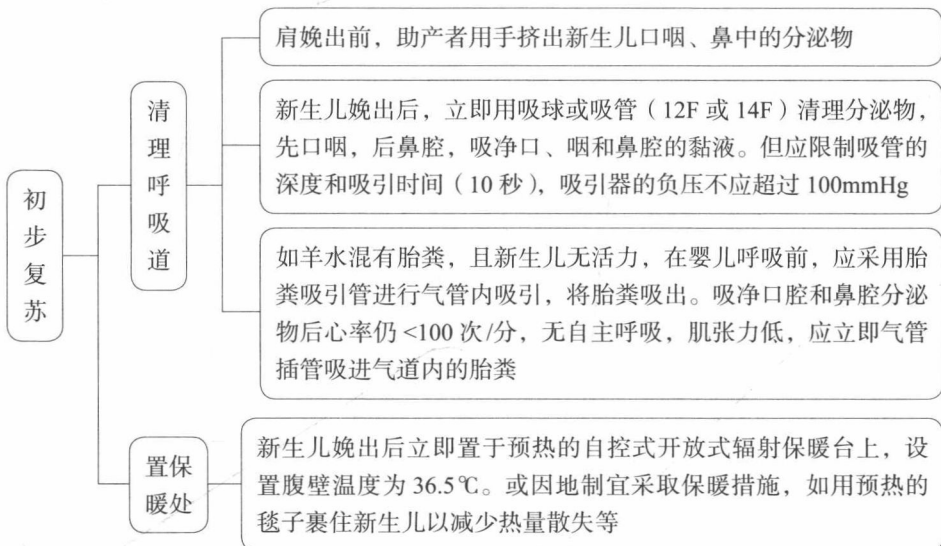 初步复苏
清理呼吸道
肩娩出前，助产者用手挤出新生儿口咽、鼻中的分泌物
新生儿娩出后，立即用吸球或吸管（12F 或 14F）清理分泌物，
先口咽，后鼻腔，吸净口、咽和鼻腔的黏液。但应限制吸管的
深度和吸引时间（10 秒），吸引器的负压不应超过 100mmHg
如羊水混有胎粪，且新生儿无活力，在婴儿呼吸前，应采用胎
粪吸引管进行气管内吸引，将胎粪吸出。吸净口腔和鼻腔分泌
物后心率仍 <100 次/分，无自主呼吸，肌张力低，应立即气管
插管吸进气道内的胎粪
置保
暖处
新生儿娩出后立即置于预热的自控式开放式辐射保暖台上，设
置腹壁温度为 36.5℃。或因地制宜采取保暖措施，如用预热的
毯子裹住新生儿以减少热量散失等